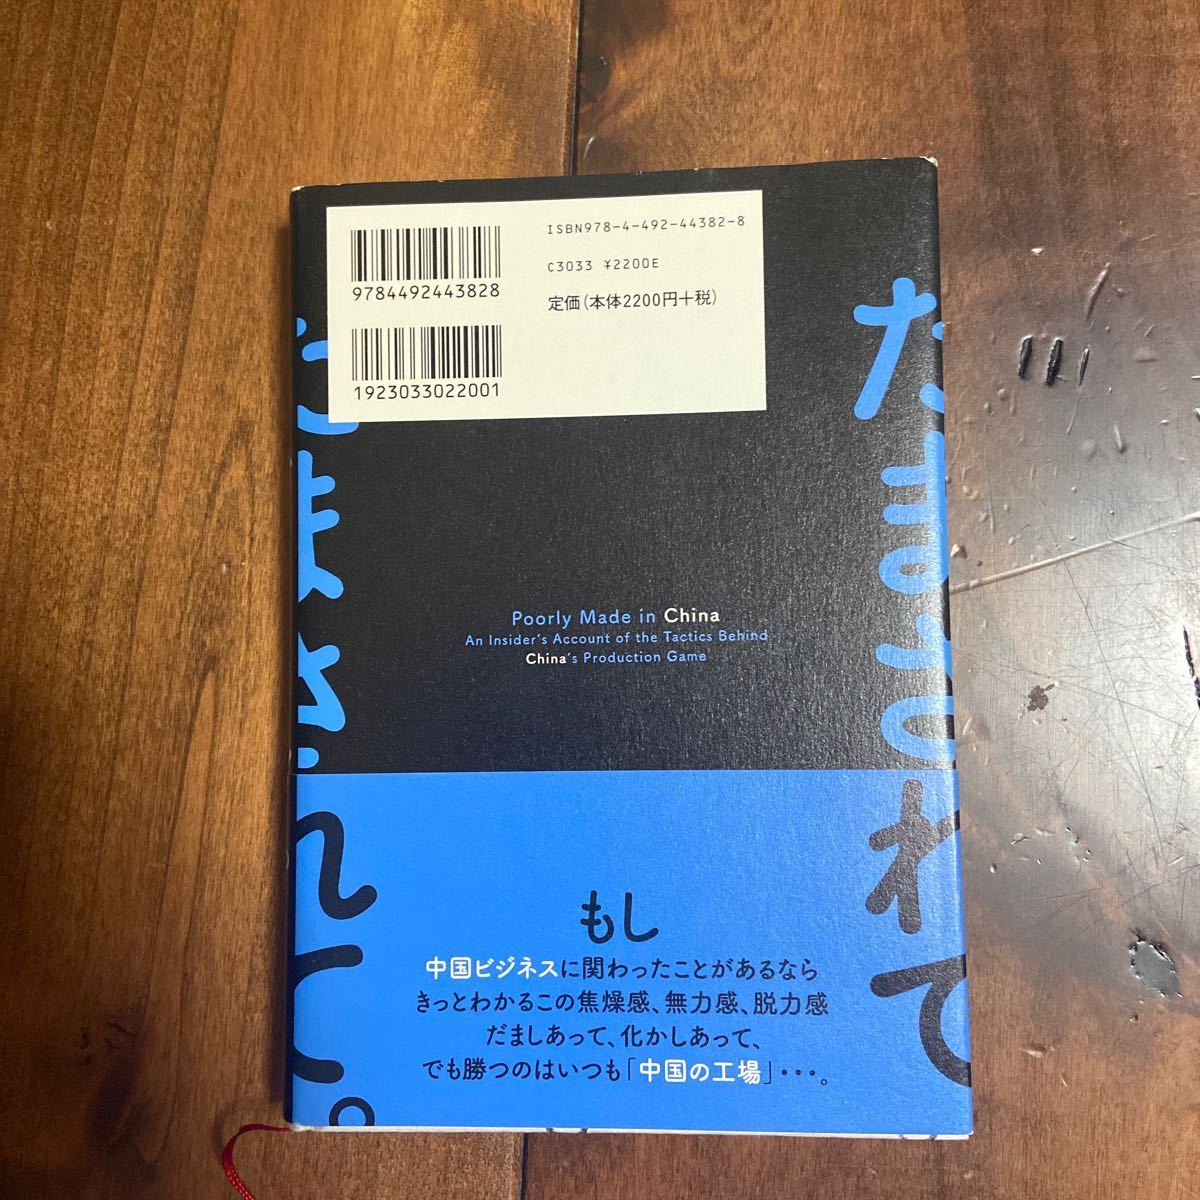 ISBN978-4-492-44382-8
C3033 ¥2200E
定価(本体2200円+税)
9784492443828
1923033022001
だまされて
だまされて。
Poorly Made in China
An Insider's Account of the Tactics Behind
China's Production Game
もし
中国ビジネスに関わったことがあるなら
きっとわかるこの焦燥感、無力感、脱力感
だましあって、化かしあって、
でも勝つのはいつも「中国の工場」・・・。